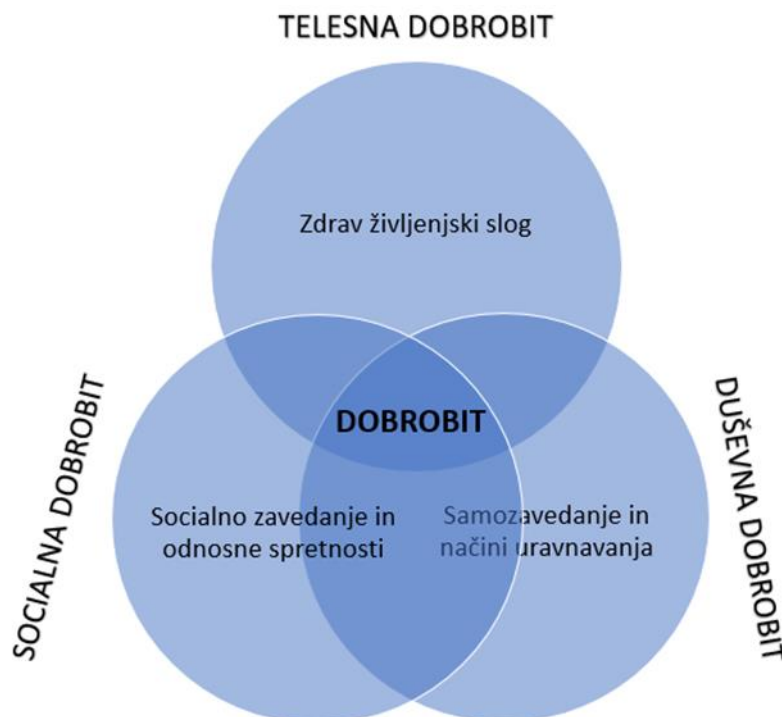 TELESNA DOBROBIT
Zdrav življenjski slog
DOBROBIT
SOCIALNA DOBROBIT
Socialno zavedanje in
odnosne spretnosti
Samozavedanje in
načini uravnavanja
DUŠEVNA DOBROBIT